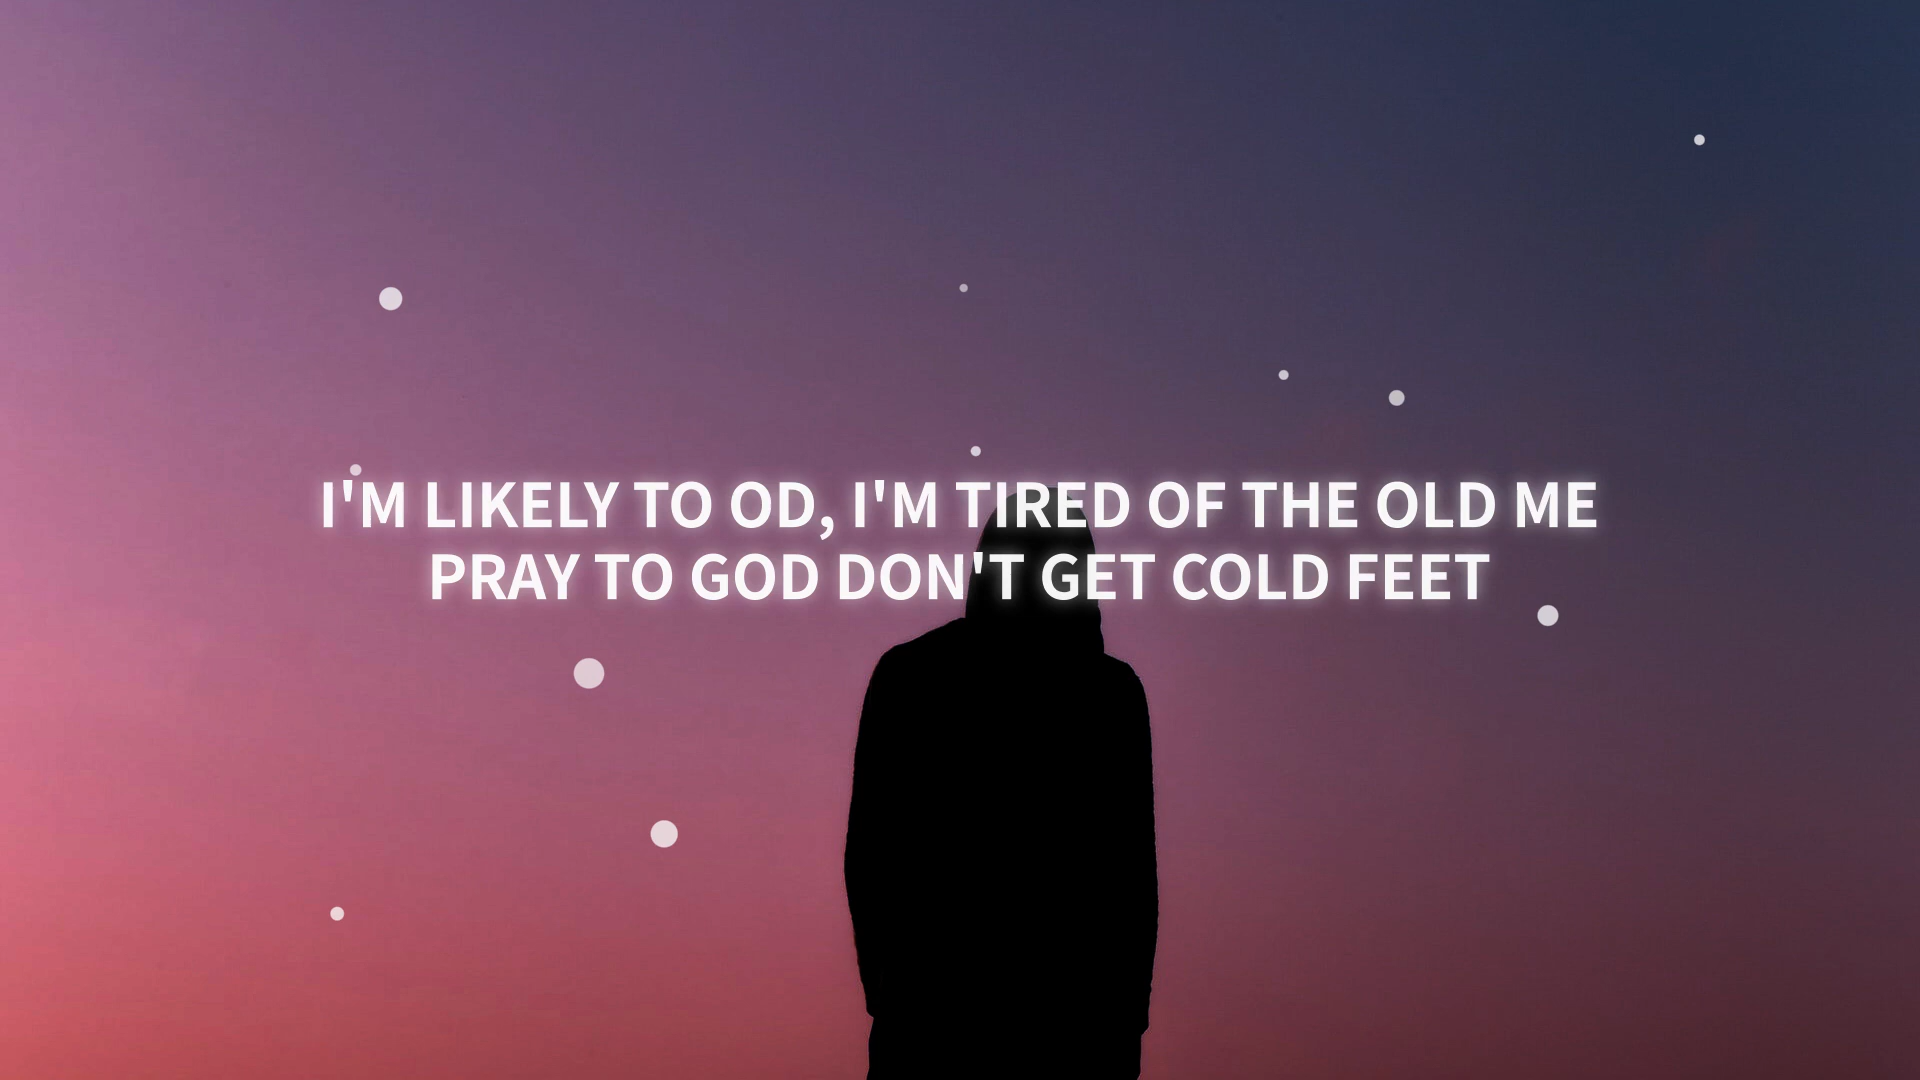 I'M LIKELY TO OD, I'M TIRED OF THE OLD ME
PRAY TO GOD DON'T GET COLD FEET